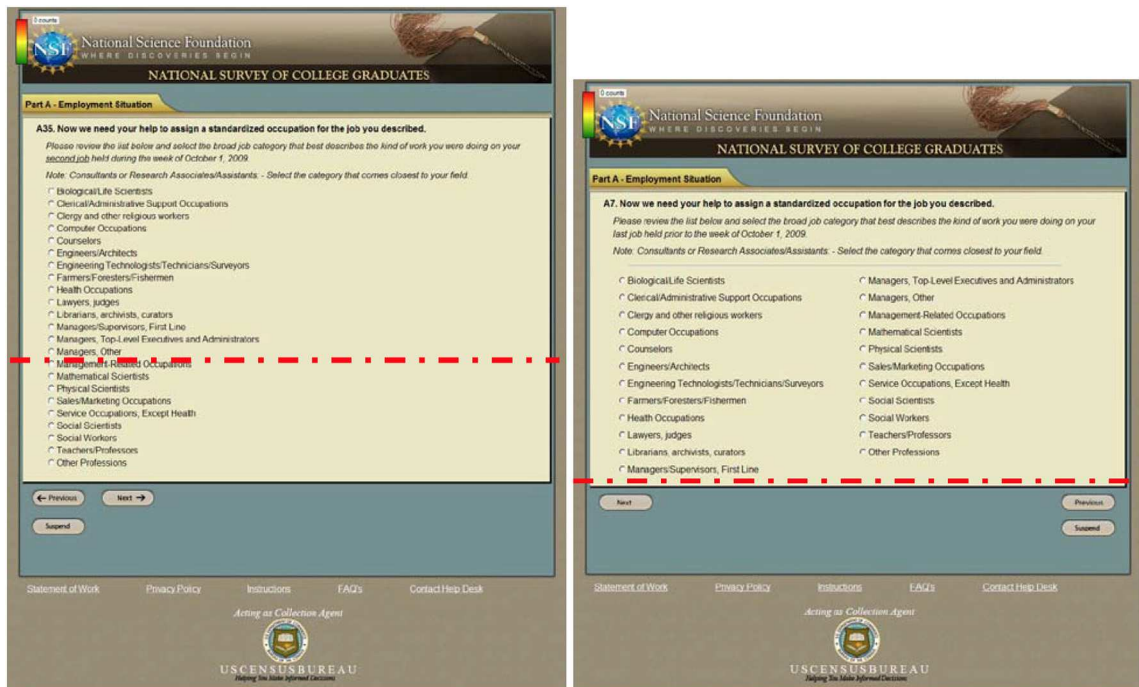 0 counts
NSF
National Science Foundation
WHERE DISCOVERIES BEGIN
NATIONAL SURVEY OF COLLEGE GRADUATES
Part A - Employment Situation
A35. Now we need your help to assign a standardized occupation for the job you described.
Please review the list below and select the broad job category that best describes the kind of work you were doing on your
second job held during the week of October 1, 2009.
Note: Consultants or Research Associates/Assistants: - Select the category that comes closest to your field.
Biological/Life Scientists
Clerical/Administrative Support Occupations
Clergy and other religious workers
Computer Occupations
Counselors
Engineers/Architects
Engineering Technologists/Technicians/Surveyors
Farmers/Foresters/Fishermen
Health Occupations
Lawyers, judges
Librarians, archivists, curators
Managers/Supervisors, First Line
Managers, Top-Level Executives and Administrators
Managers, Other
Management-Related Occupations
Mathematical Scientists
Physical Scientists
Sales/Marketing Occupations
Service Occupations, Except Health
Social Scientists
Social Workers
Teachers/Professors
Other Professions
Previous
Next
Suspend
Statement of Work Privacy Policy Instructions FAQ's Contact Help Desk
Acting as Collection Agent
USCENSUSBUREAU
Helping You Make Informed Decisions
0 counts
NSF
National Science Foundation
WHERE DISCOVERIES BEGIN
NATIONAL SURVEY OF COLLEGE GRADUATES
Part A - Employment Situation
A7. Now we need your help to assign a standardized occupation for the job you described.
Please review the list below and select the broad job category that best describes the kind of work you were doing on your
last job held prior to the week of October 1, 2009.
Note: Consultants or Research Associates/Assistants: - Select the category that comes closest to your field.
Biological/Life Scientists
Clerical/Administrative Support Occupations
Clergy and other religious workers
Computer Occupations
Counselors
Engineers/Architects
Engineering Technologists/Technicians/Surveyors
Farmers/Foresters/Fishermen
Health Occupations
Lawyers, judges
Librarians, archivists, curators
Managers/Supervisors, First Line
Managers, Top-Level Executives and Administrators
Managers, Other
Management-Related Occupations
Mathematical Scientists
Physical Scientists
Sales/Marketing Occupations
Service Occupations, Except Health
Social Scientists
Social Workers
Teachers/Professors
Other Professions
Next
Previous
Suspend
Statement of Work Privacy Policy Instructions FAQ's Contact Help Desk
Acting as Collection Agent
USCENSUSBUREAU
Helping You Make Informed Decisions